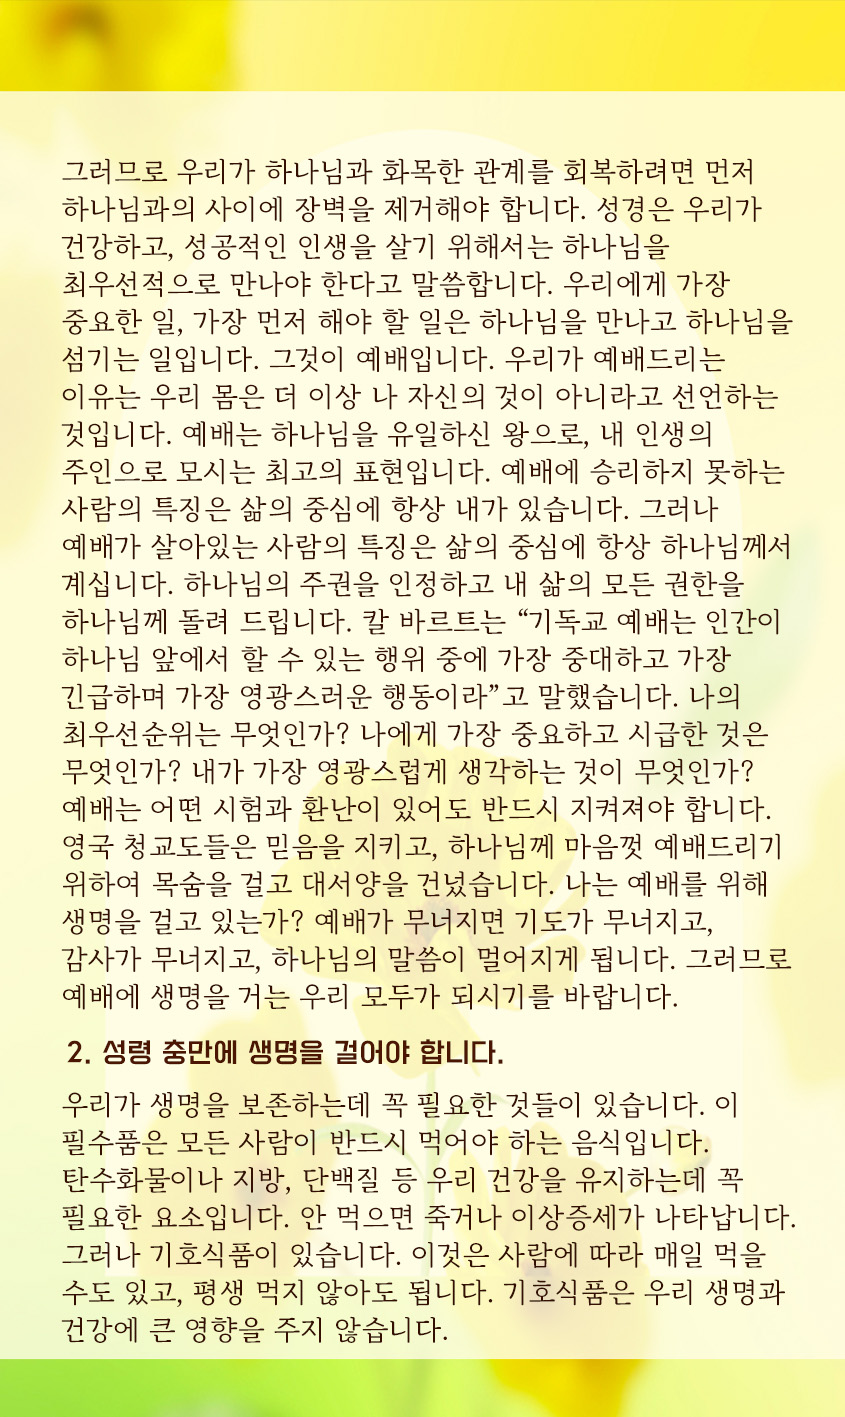 그러므로 우리가 하나님과 화목한 관계를 회복하려면 먼저
하나님과의 사이에 장벽을 제거해야 합니다. 성경은 우리가
건강하고, 성공적인 인생을 살기 위해서는 하나님을
최우선적으로 만나야 한다고 말씀합니다. 우리에게 가장
중요한 일, 가장 먼저 해야 할 일은 하나님을 만나고 하나님을
섬기는 일입니다. 그것이 예배입니다. 우리가 예배드리는
이유는 우리 몸은 더 이상 나 자신의 것이 아니라고 선언하는
것입니다. 예배는 하나님을 유일하신 왕으로, 내 인생의
주인으로 모시는 최고의 표현입니다. 예배에 승리하지 못하는
사람의 특징은 삶의 중심에 항상 내가 있습니다. 그러나
예배가 살아있는 사람의 특징은 삶의 중심에 항상 하나님께서
계십니다. 하나님의 주권을 인정하고 내 삶의 모든 권한을
하나님께 돌려 드립니다. 칼 바르트는 “기독교 예배는 인간이
하나님 앞에서 할 수 있는 행위 중에 가장 중대하고 가장
긴급하며 가장 영광스러운 행동이라”고 말했습니다. 나의
최우선순위는 무엇인가? 나에게 가장 중요하고 시급한 것은
무엇인가? 내가 가장 영광스럽게 생각하는 것이 무엇인가?
예배는 어떤 시험과 환난이 있어도 반드시 지켜져야 합니다.
영국 청교도들은 믿음을 지키고, 하나님께 마음껏 예배드리기
위하여 목숨을 걸고 대서양을 건넜습니다. 나는 예배를 위해
생명을 걸고 있는가? 예배가 무너지면 기도가 무너지고,
감사가 무너지고, 하나님의 말씀이 멀어지게 됩니다. 그러므로
예배에 생명을 거는 우리 모두가 되시기를 바랍니다.
2. 성령 충만에 생명을 걸어야 합니다.
우리가 생명을 보존하는데 꼭 필요한 것들이 있습니다. 이
필수품은 모든 사람이 반드시 먹어야 하는 음식입니다.
탄수화물이나 지방, 단백질 등 우리 건강을 유지하는데 꼭
필요한 요소입니다. 안 먹으면 죽거나 이상증세가 나타납니다.
그러나 기호식품이 있습니다. 이것은 사람에 따라 매일 먹을
수도 있고, 평생 먹지 않아도 됩니다. 기호식품은 우리 생명과
건강에 큰 영향을 주지 않습니다.